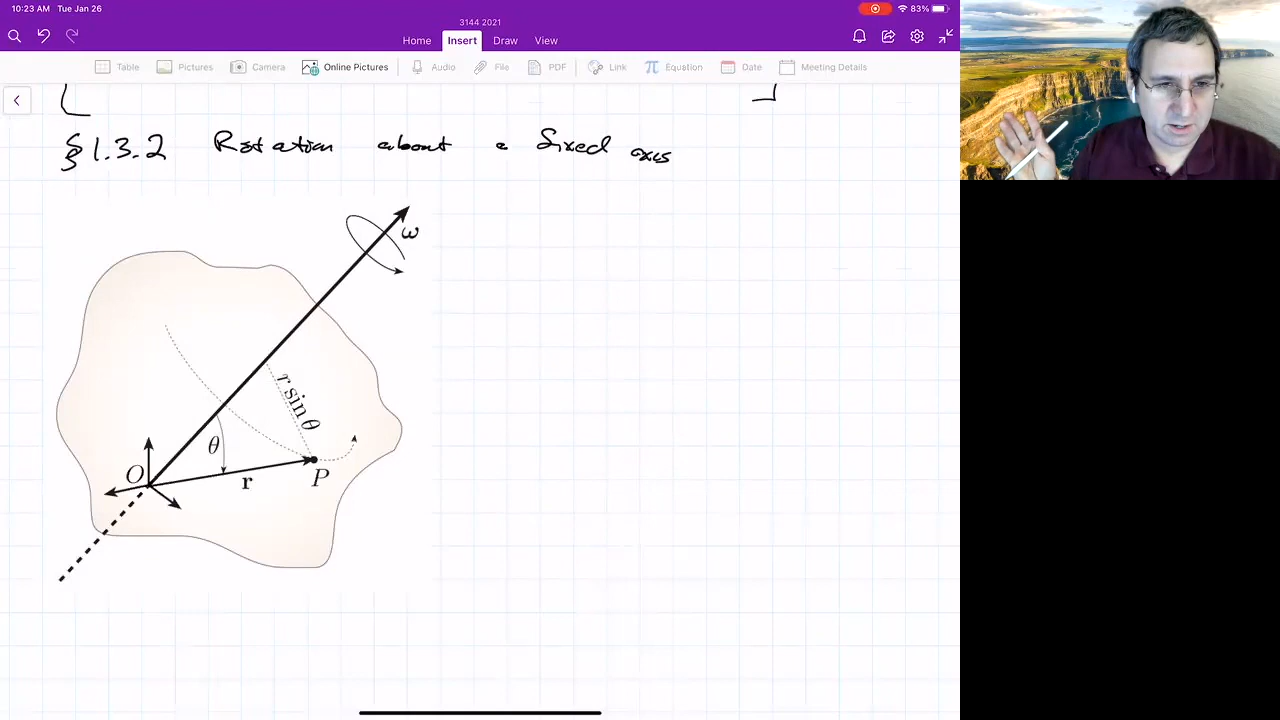 10:23 AM Tue Jan 26
83%
3144 2021
Home Insert Draw View
Table Pictures Camera Online Pictures Audio File PDF Link Equation Date Meeting Details
§ 1.3.2 Rotation about a fixed axis
ω
r sin θ
θ
O
r
P